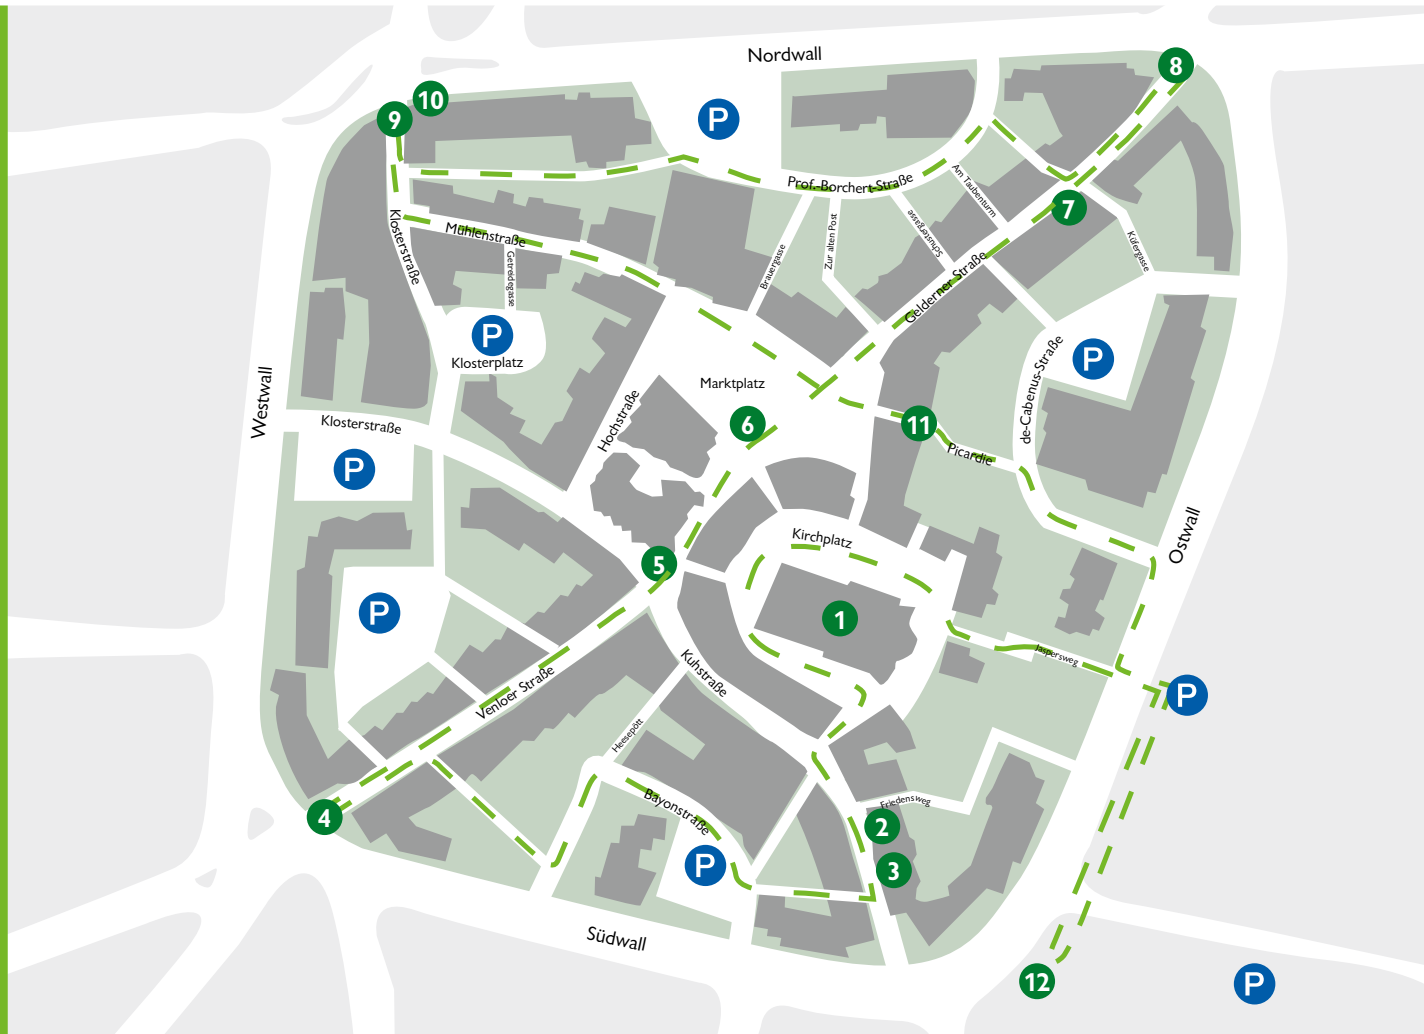 Nordwall
8
10
9
P
Prof.-Borchert-Straße
Am Taubenturm
7
Klosterstraße
Mühlenstraße
Getreidegasse
Brauergasse
Zur alten Post
Schustergasse
Küfergasse
Gelderner Straße
P
Klosterplatz
P
de-Cabenus-Straße
Westwall
Marktplatz
Hochstraße
Klosterstraße
6
11
Picardie
P
Ostwall
Kirchplatz
5
P
1
Jaspersweg
Kuhstraße
Venloer Straße
P
Heesepött
Bayonstraße
Friedensweg
4
2
P
3
Südwall
12
P